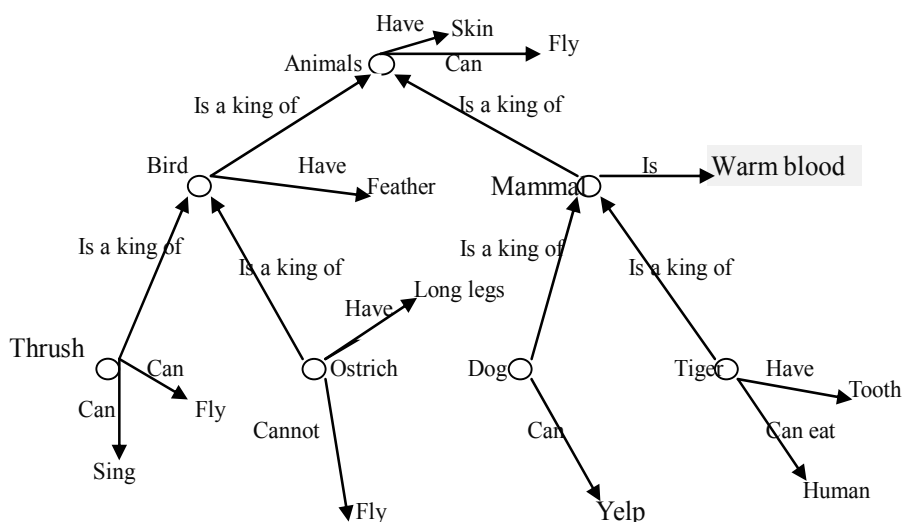 Have
Skin
Fly
Animals
Can
Is a king of
Is a king of
Bird
Have
Feather
Mammal
Is
Warm blood
Is a king of
Is a king of
Is a king of
Is a king of
Long legs
Have
Thrush
Can
Ostrich
Dog
Tiger
Have
Tooth
Can
Fly
Cannot
Can
Can eat
Sing
Fly
Yelp
Human